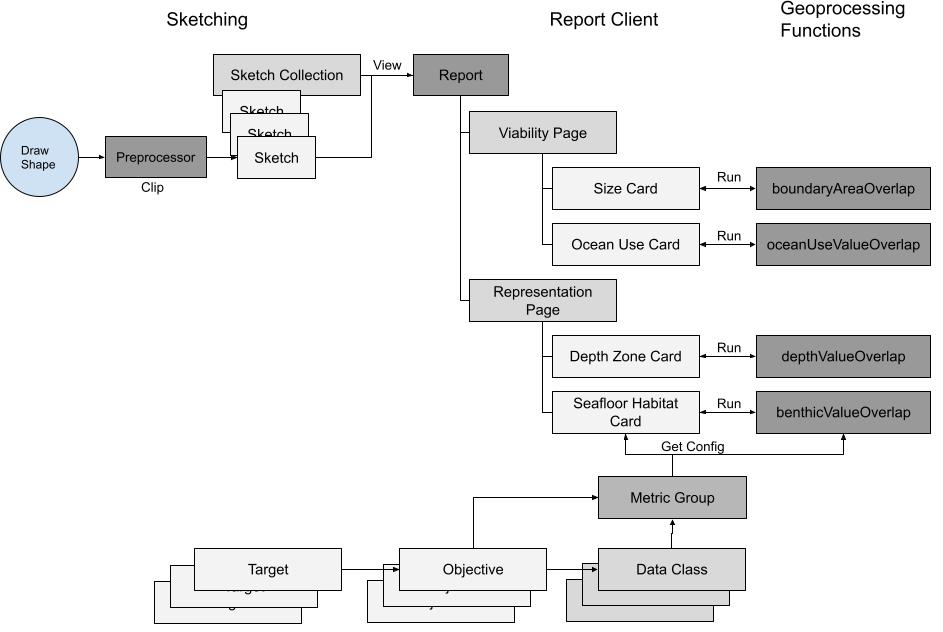 Sketching
Report Client
Geoprocessing
Functions
Sketch Collection
View
Report
Sketch
Sketch
Sketch
Draw
Shape
Preprocessor
Clip
Viability Page
Size Card
Run
boundaryAreaOverlap
Ocean Use Card
Run
oceanUseValueOverlap
Representation
Page
Depth Zone Card
Run
depthValueOverlap
Seafloor Habitat
Card
Run
benthicValueOverlap
Get Config
Metric Group
Target
Objective
Data Class